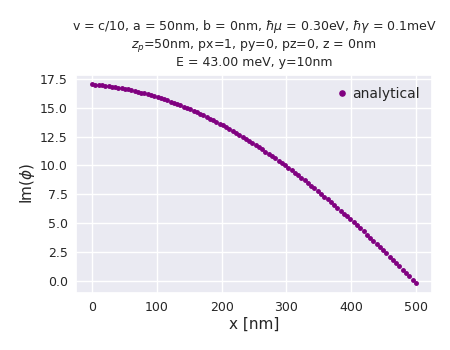 v = c/10, a = 50nm, b = 0nm, ℏμ = 0.30eV, ℏγ = 0.1meV
zₚ=50nm, px=1, py=0, pz=0, z = 0nm
E = 43.00 meV, y=10nm
analytical
Im(ϕ)
17.5
15.0
12.5
10.0
7.5
5.0
2.5
0.0
0 100 200 300 400 500
x [nm]